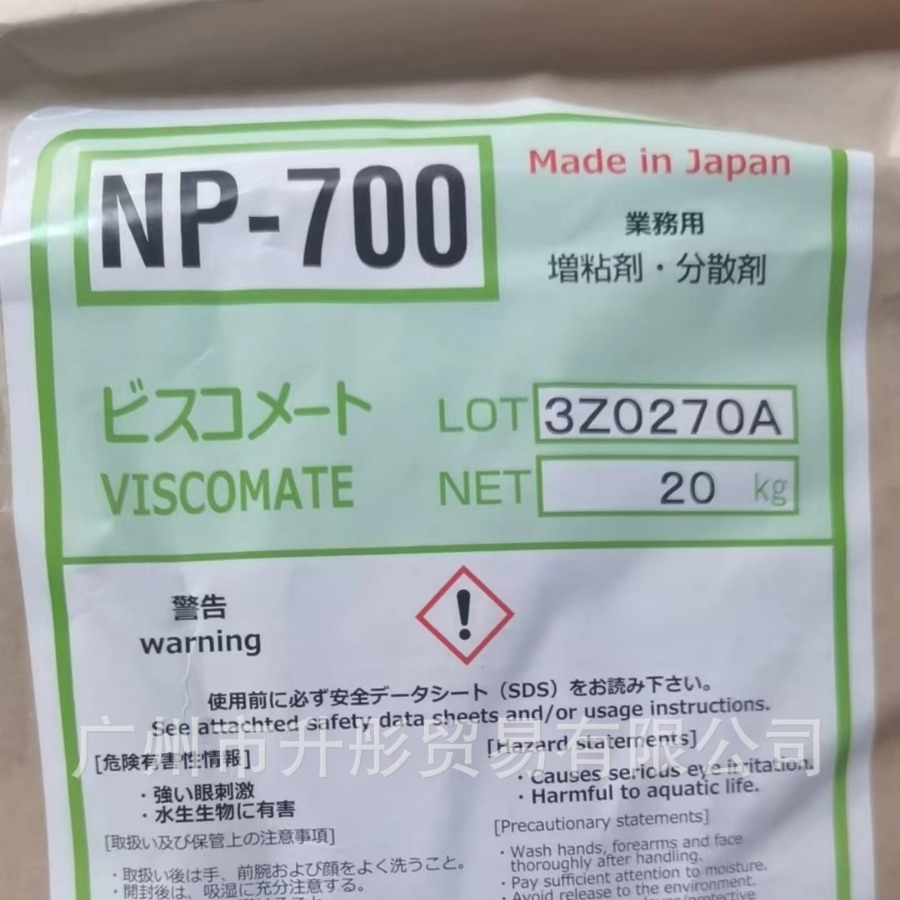 NP-700
Made in Japan
業務用
増粘剤・分散剤
ビスコメート
VISCOMATE
LOT 3Z0270A
NET 20 kg
警告
warning
!
使用前に必ず安全データシート（SDS）をお読み下さい。
See attachted safety data sheets and/or usage instructions.
广州市升彤贸易有限公司
[危険有害性情報]
・強い眼刺激
・水生生物に有害
[取扱い及び保管上の注意事項]
・取扱い後は手、前腕および顔をよく洗うこと。
・開封後は、吸湿に充分注意する。
[Hazard statements]
・Causes serious eye irritation.
・Harmful to aquatic life.
[Precautionary statements]
・Wash hands, forearms and face
thoroughly after handling.
・Pay sufficient attention to moisture.
・Avoid release to the environment.